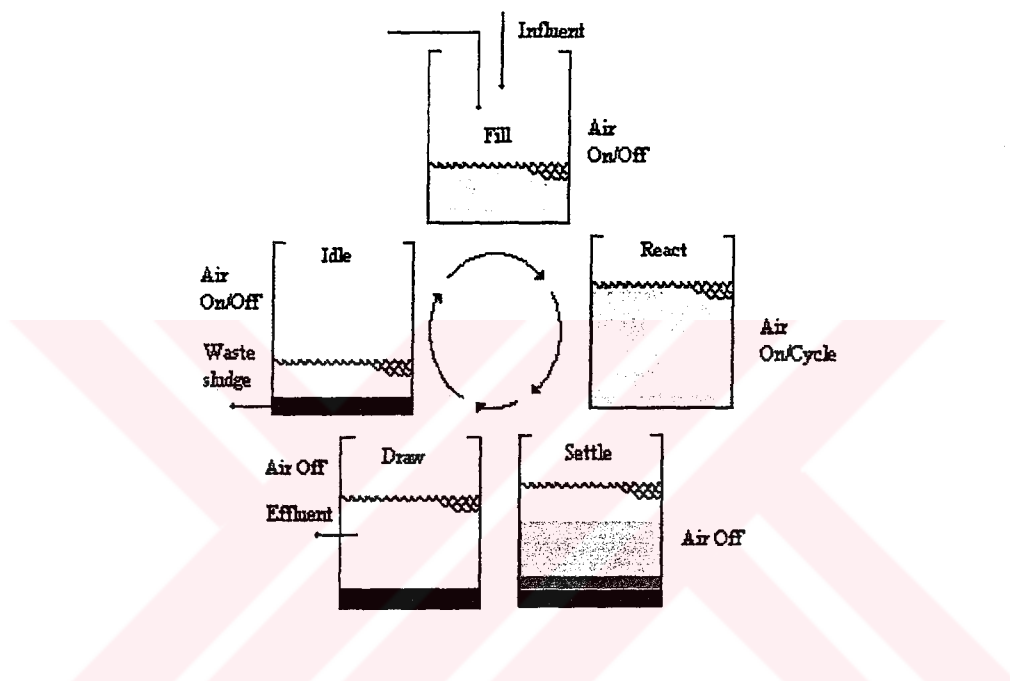 Influent
Fill
Air
On/Off
Idle
React
Air
On/Off
Air
On/Cycle
Waste
sludge
Draw
Settle
Air Off
Effluent
Air Off